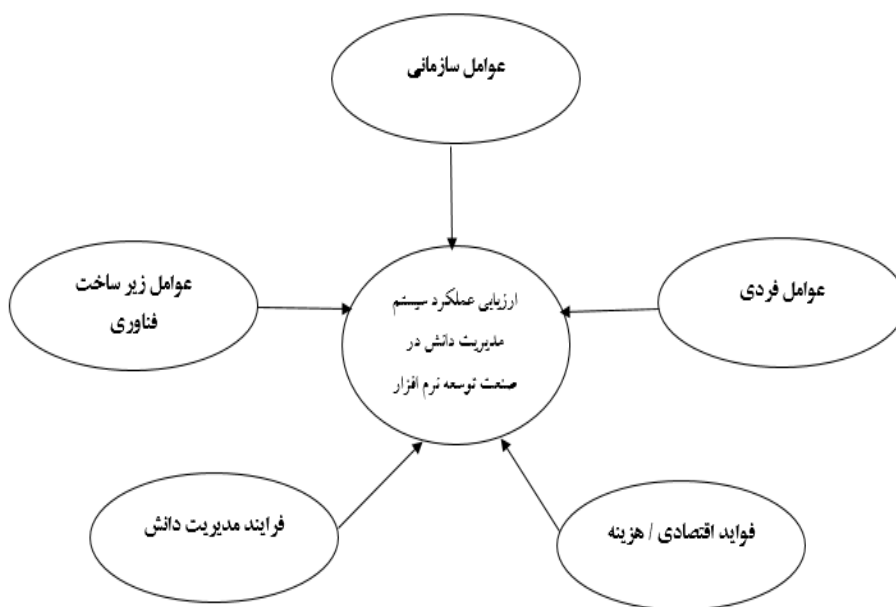 عوامل سازمانی
عوامل زیر ساخت
فناوری
ارزیابی عملکرد سیستم
مدیریت دانش در
صنعت توسعه نرم افزار
عوامل فردی
فرایند مدیریت دانش
فواید اقتصادی / هزینه